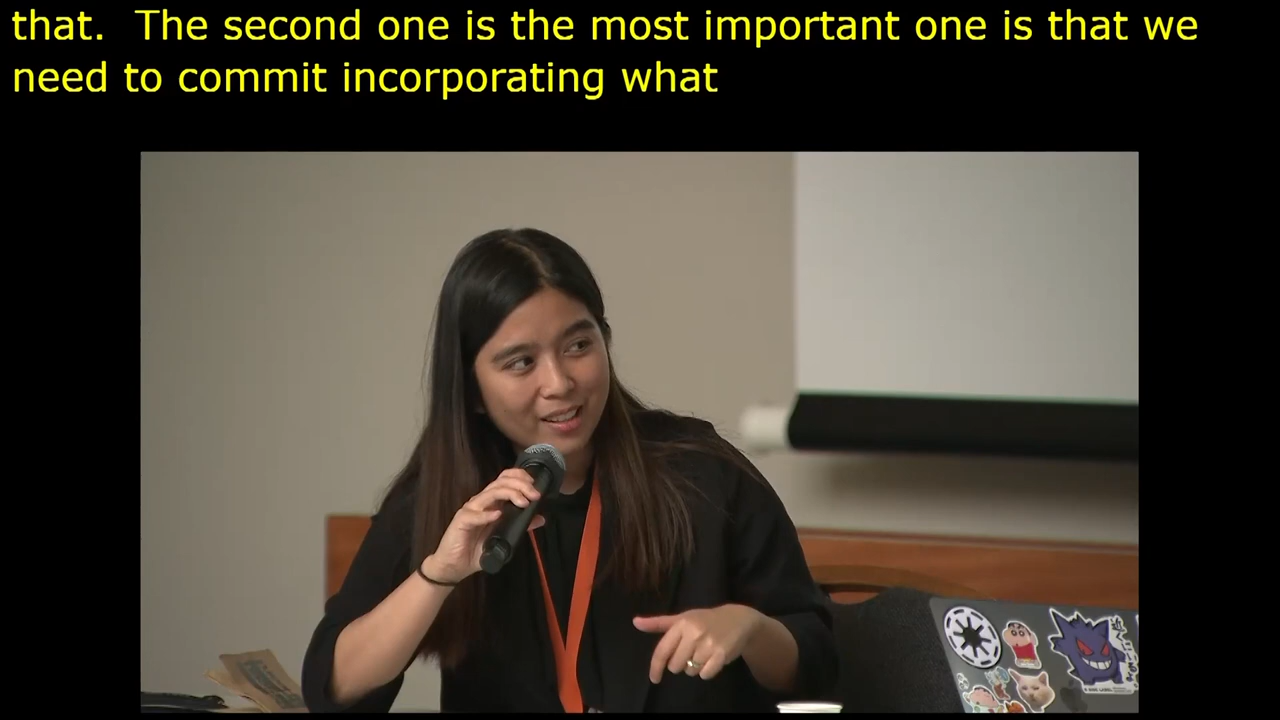 that.  The second one is the most important one is that we
need to commit incorporating what